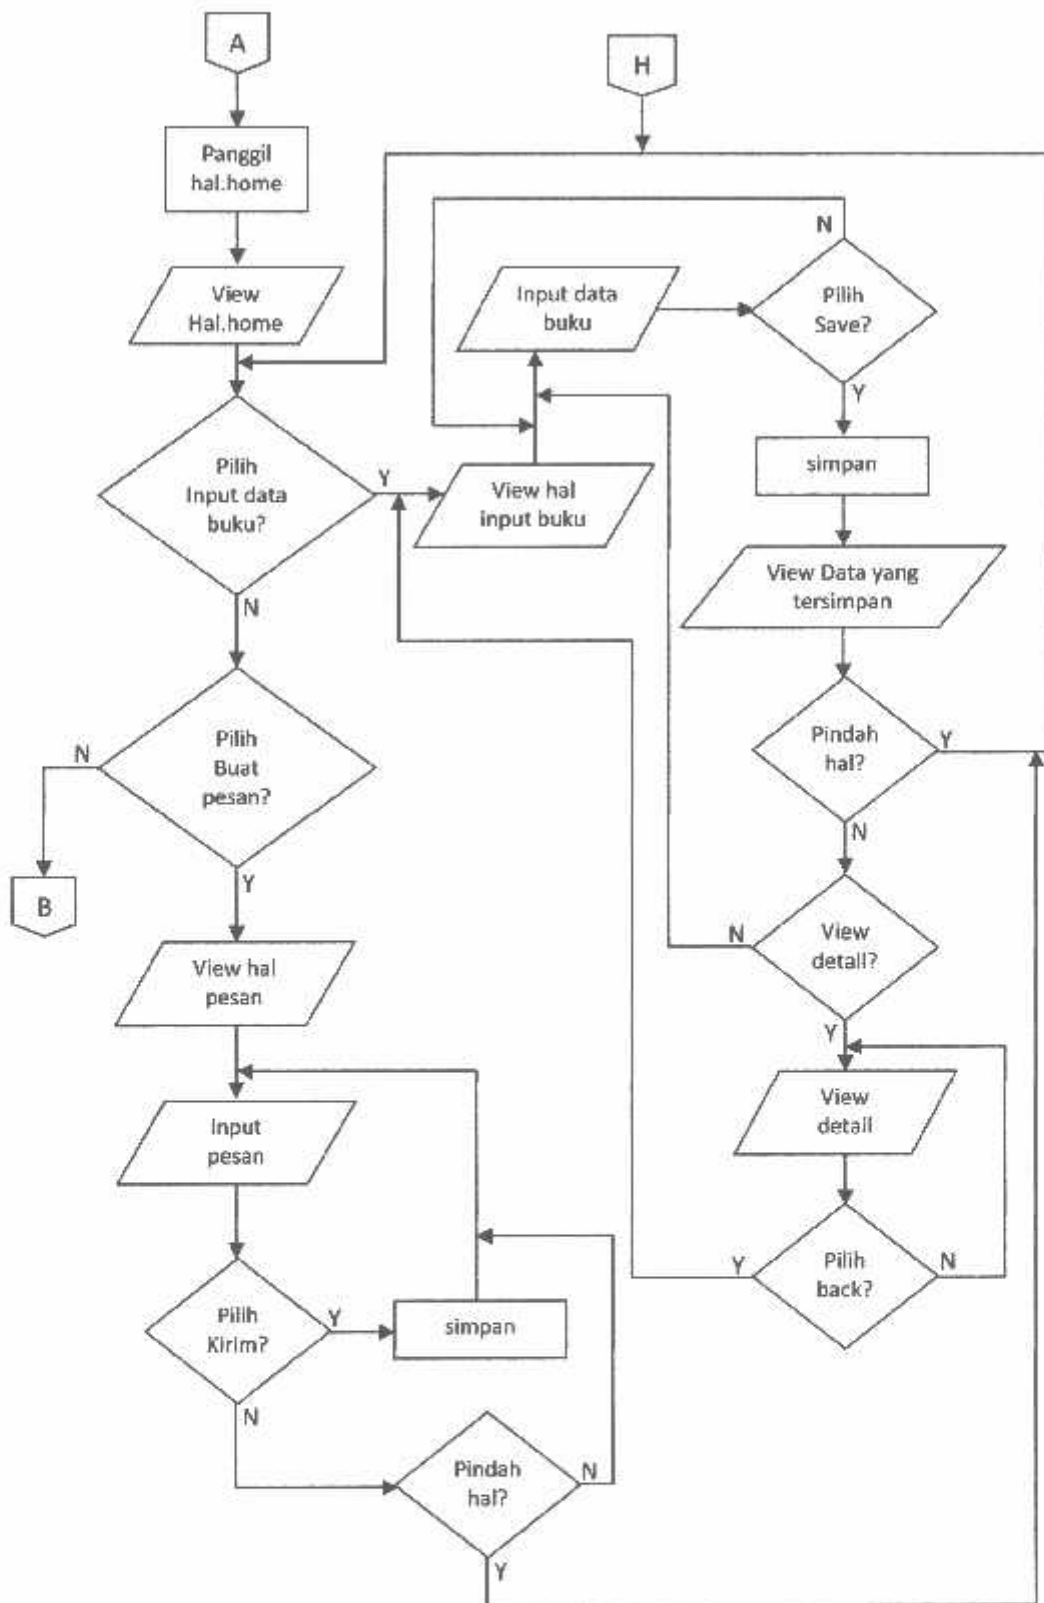 A
H
Panggil
hal.home
N
View
Hal.home
Input data
buku
Pilih
Save?
Y
Pilih
Input data
buku?
Y
View hal
input buku
simpan
N
View Data yang
tersimpan
Pilih
Buat
pesan?
N
Pindah
hal?
Y
N
B
Y
View
detail?
N
View hal
pesan
Y
View
detail
Input
pesan
Pilih
back?
Y
N
Pilih
Kirim?
Y
simpan
N
Pindah
hal?
N
Y